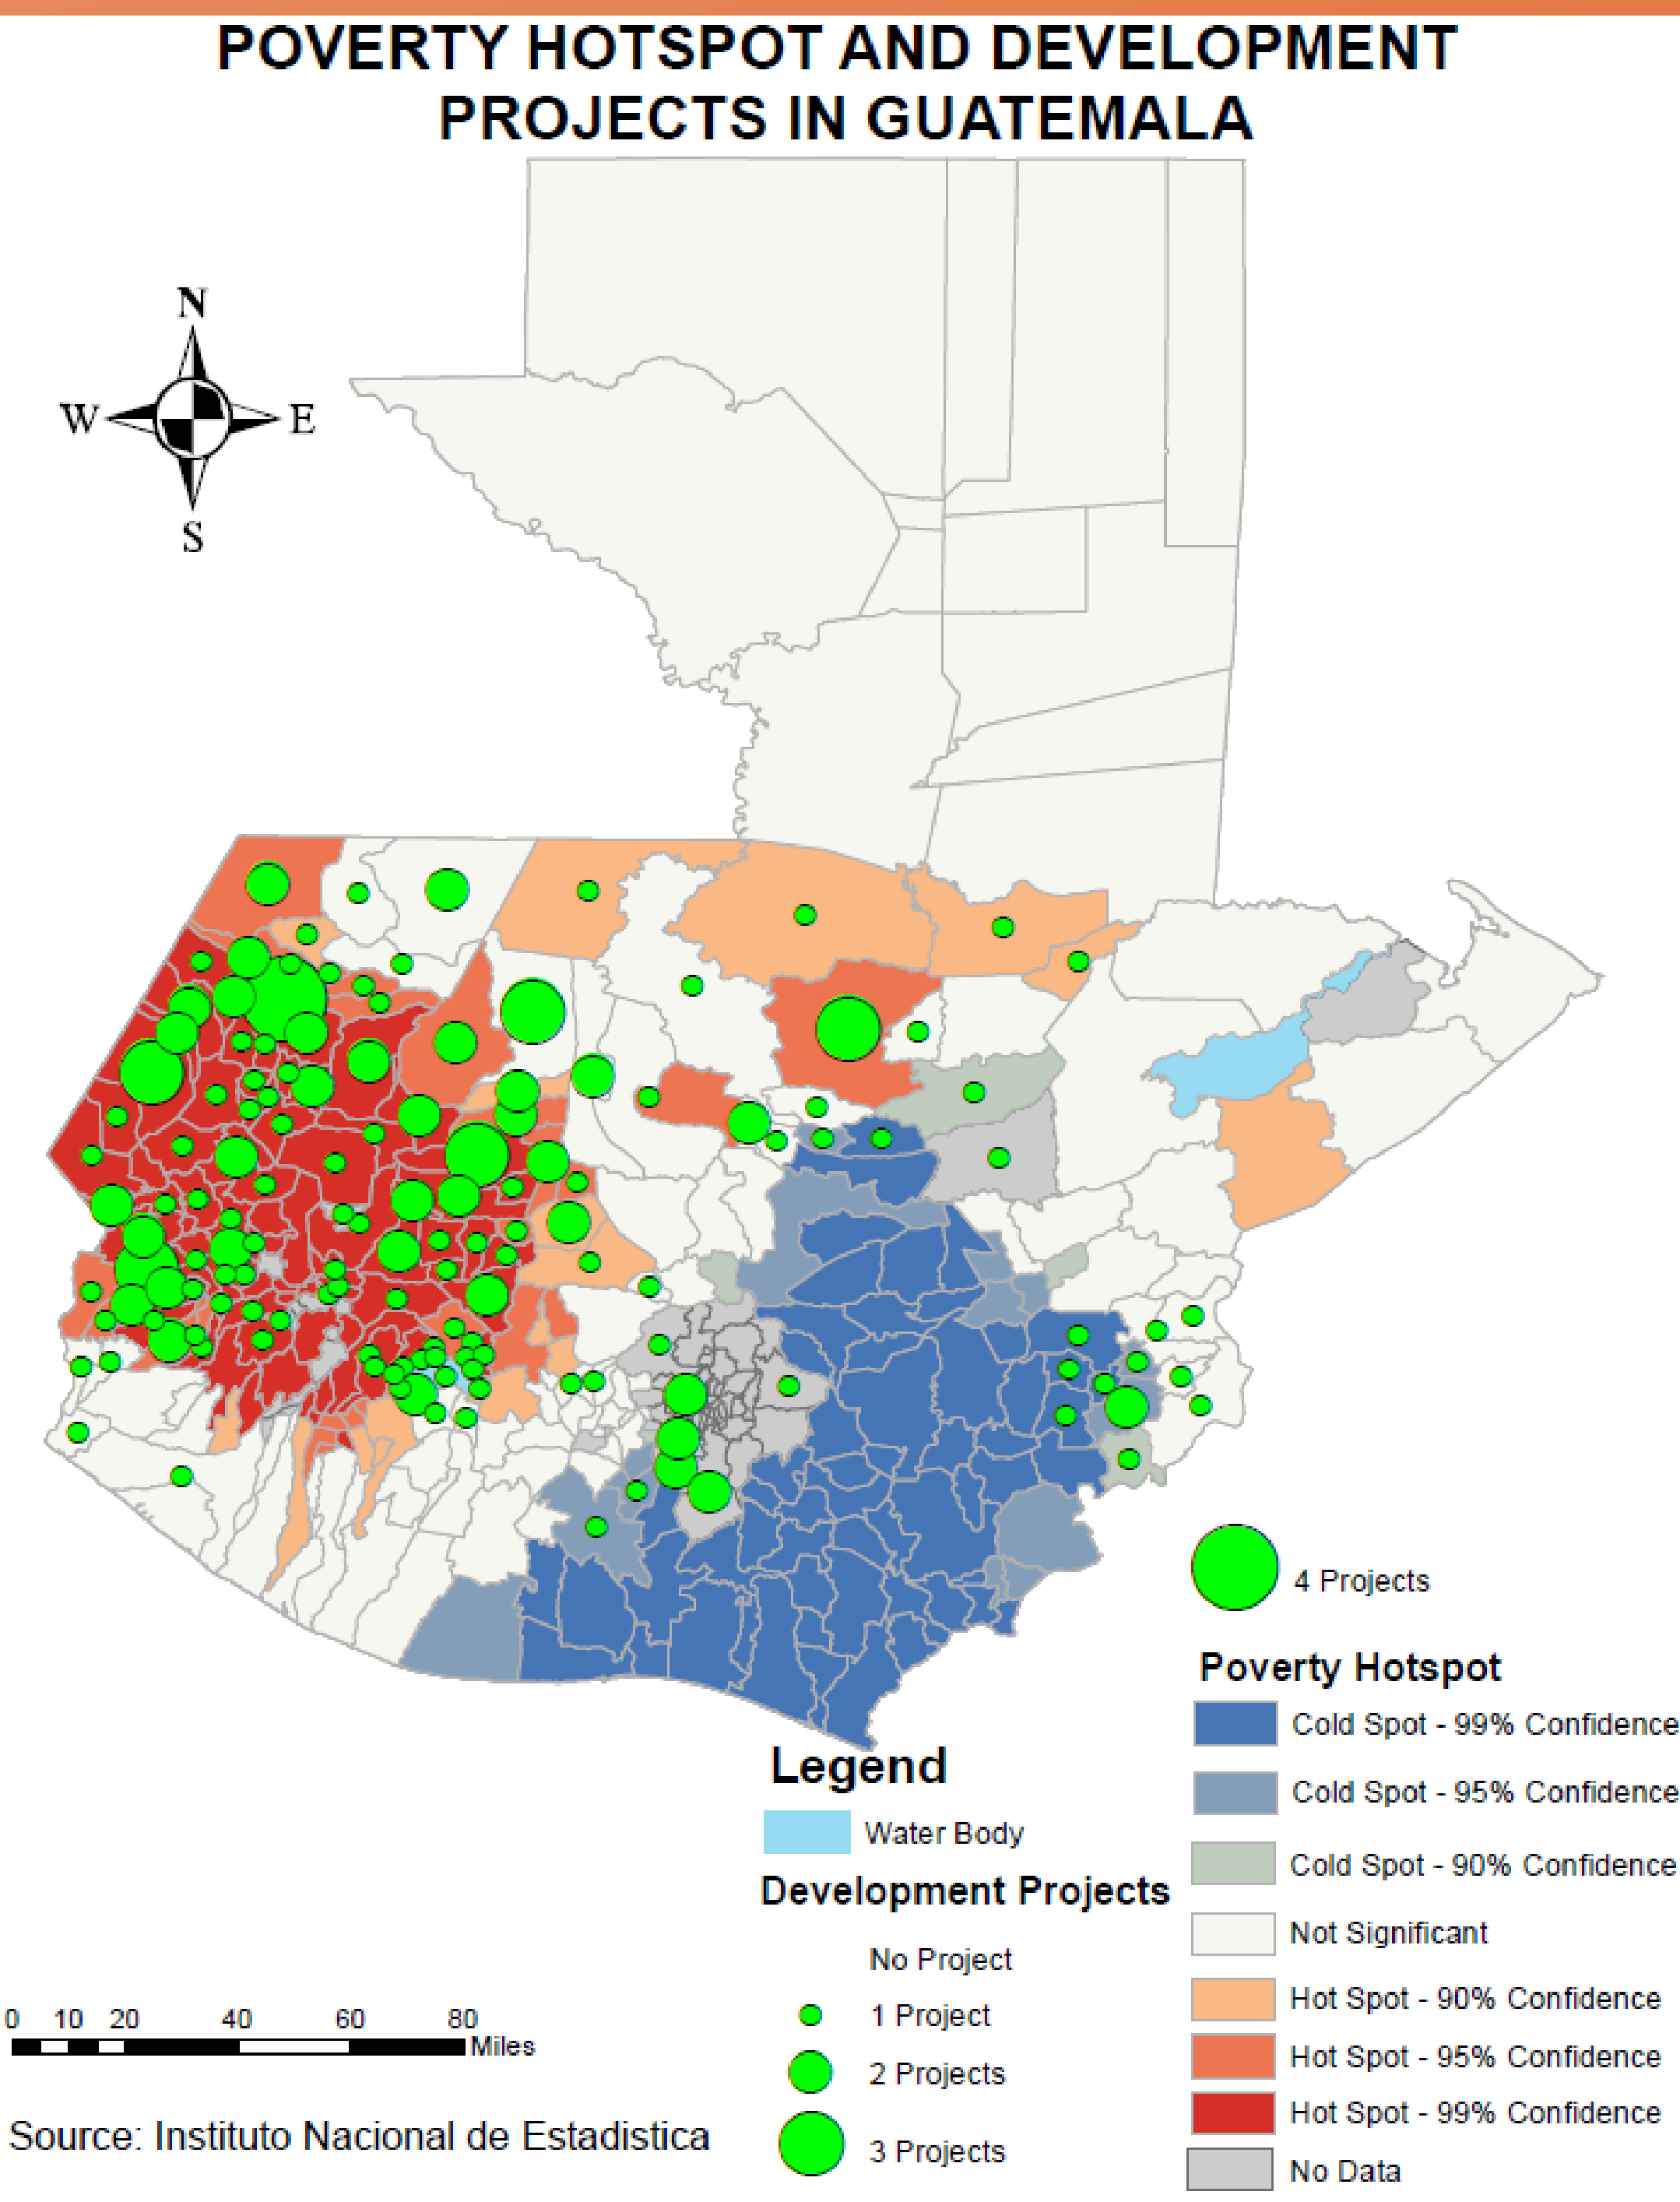 POVERTY HOTSPOT AND DEVELOPMENT
PROJECTS IN GUATEMALA
N
W E
S
4 Projects
Poverty Hotspot
Cold Spot - 99% Confidence
Cold Spot - 95% Confidence
Cold Spot - 90% Confidence
Not Significant
Hot Spot - 90% Confidence
Hot Spot - 95% Confidence
Hot Spot - 99% Confidence
No Data
Legend
Water Body
Development Projects
No Project
1 Project
2 Projects
3 Projects
0 10 20 40 60 80
Miles
Source: Instituto Nacional de Estadistica